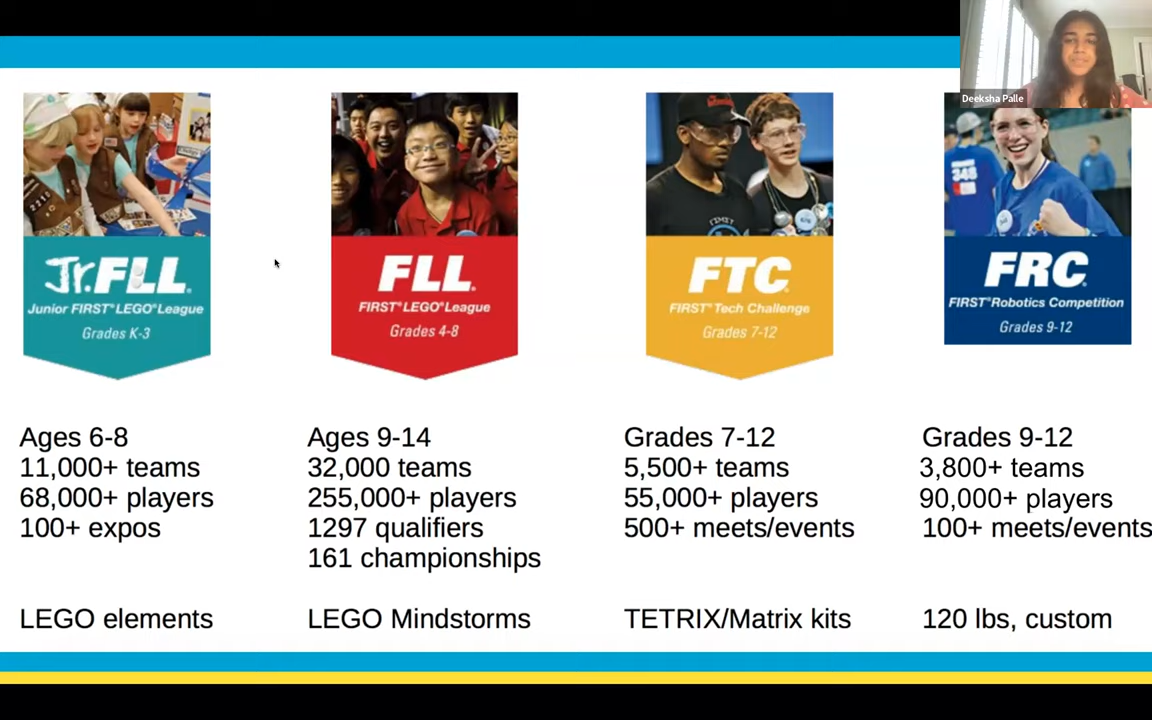 Deeksha Palle
Jr.FLL.
Junior FIRST® LEGO® League
Grades K-3
FLL.
FIRST® LEGO® League
Grades 4-8
FTC.
FIRST® Tech Challenge
Grades 7-12
348
FRC.
FIRST® Robotics Competition
Grades 9-12
Ages 6-8
11,000+ teams
68,000+ players
100+ expos
LEGO elements
Ages 9-14
32,000 teams
255,000+ players
1297 qualifiers
161 championships
LEGO Mindstorms
Grades 7-12
5,500+ teams
55,000+ players
500+ meets/events
TETRIX/Matrix kits
Grades 9-12
3,800+ teams
90,000+ players
100+ meets/events
120 lbs, custom